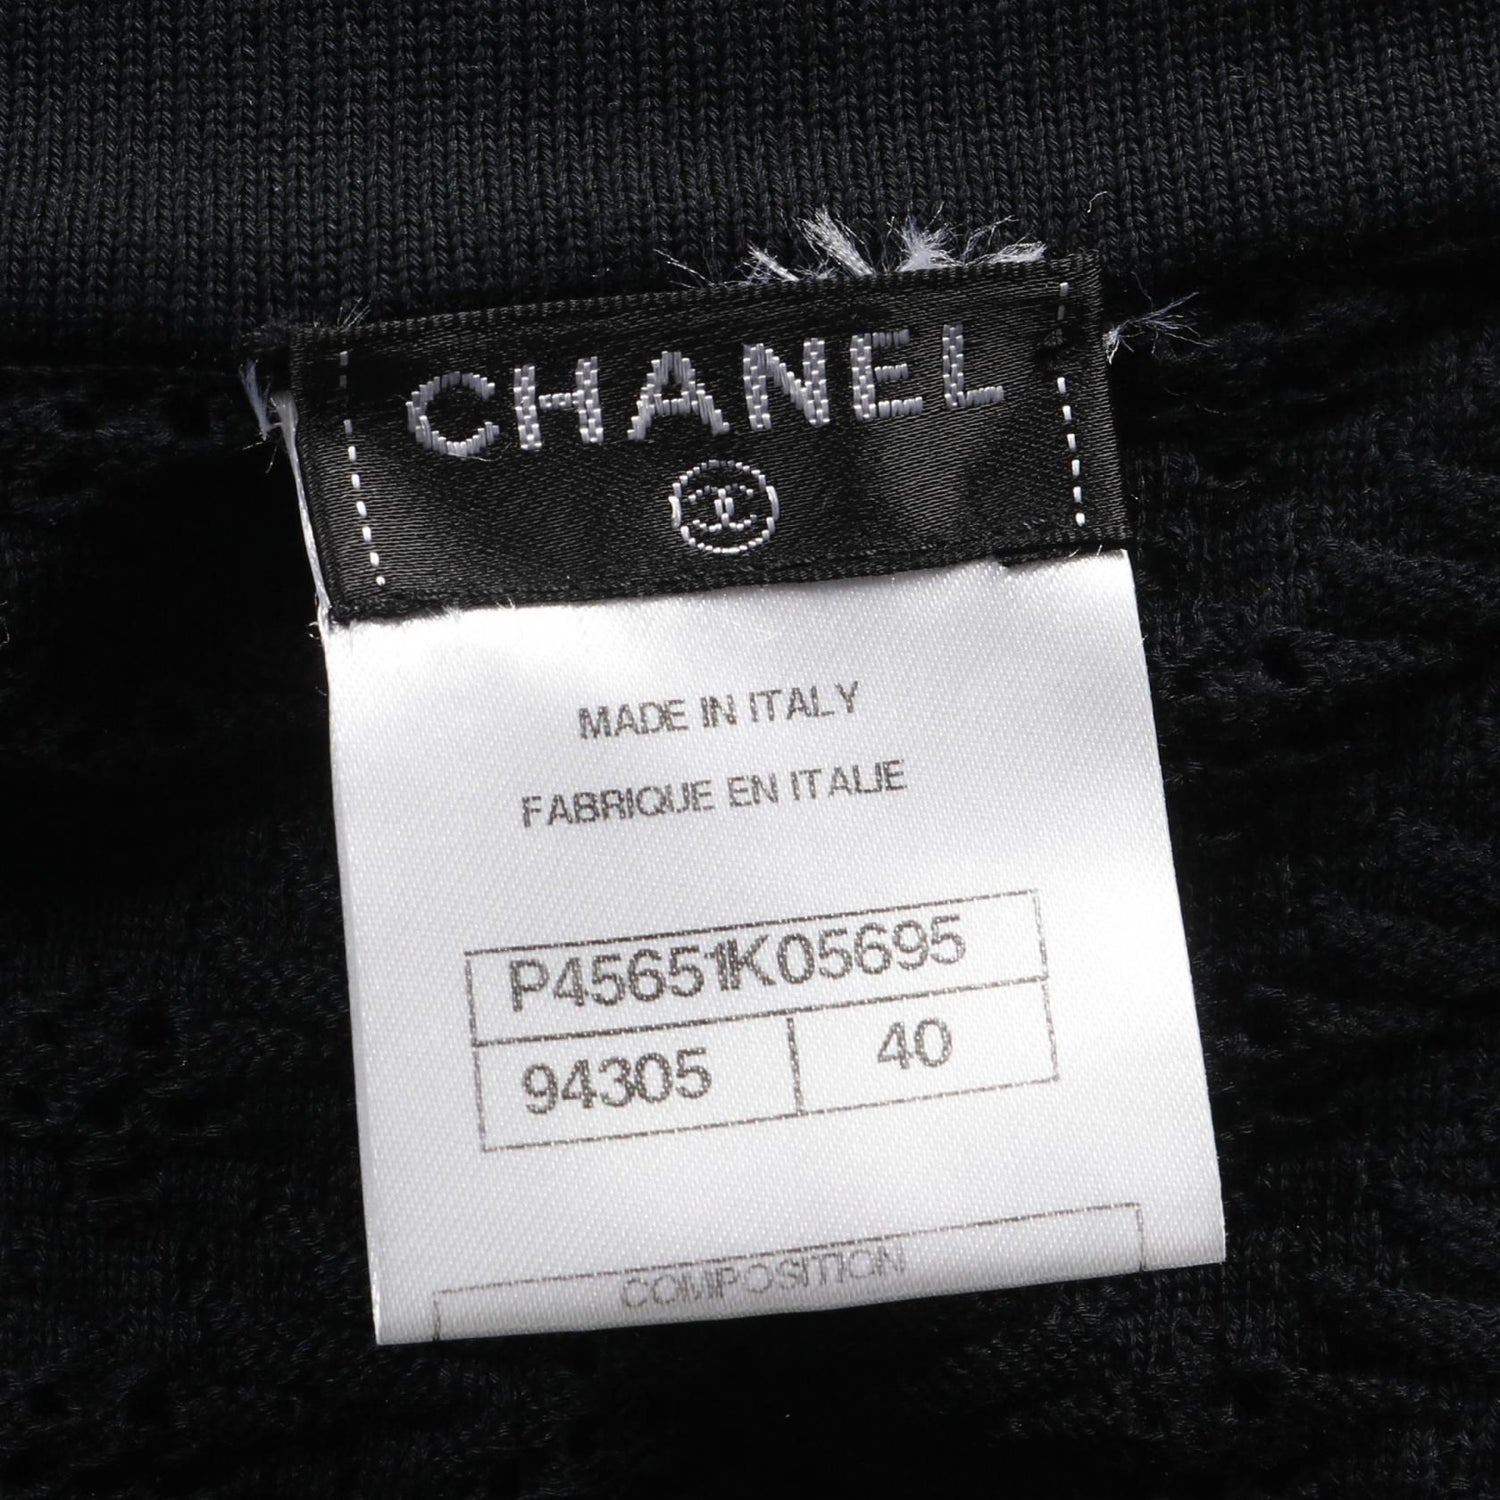 CHANEL
MADE IN ITALY
FABRIQUE EN ITALIE
P45651K05695
94305 40
COMPOSITION